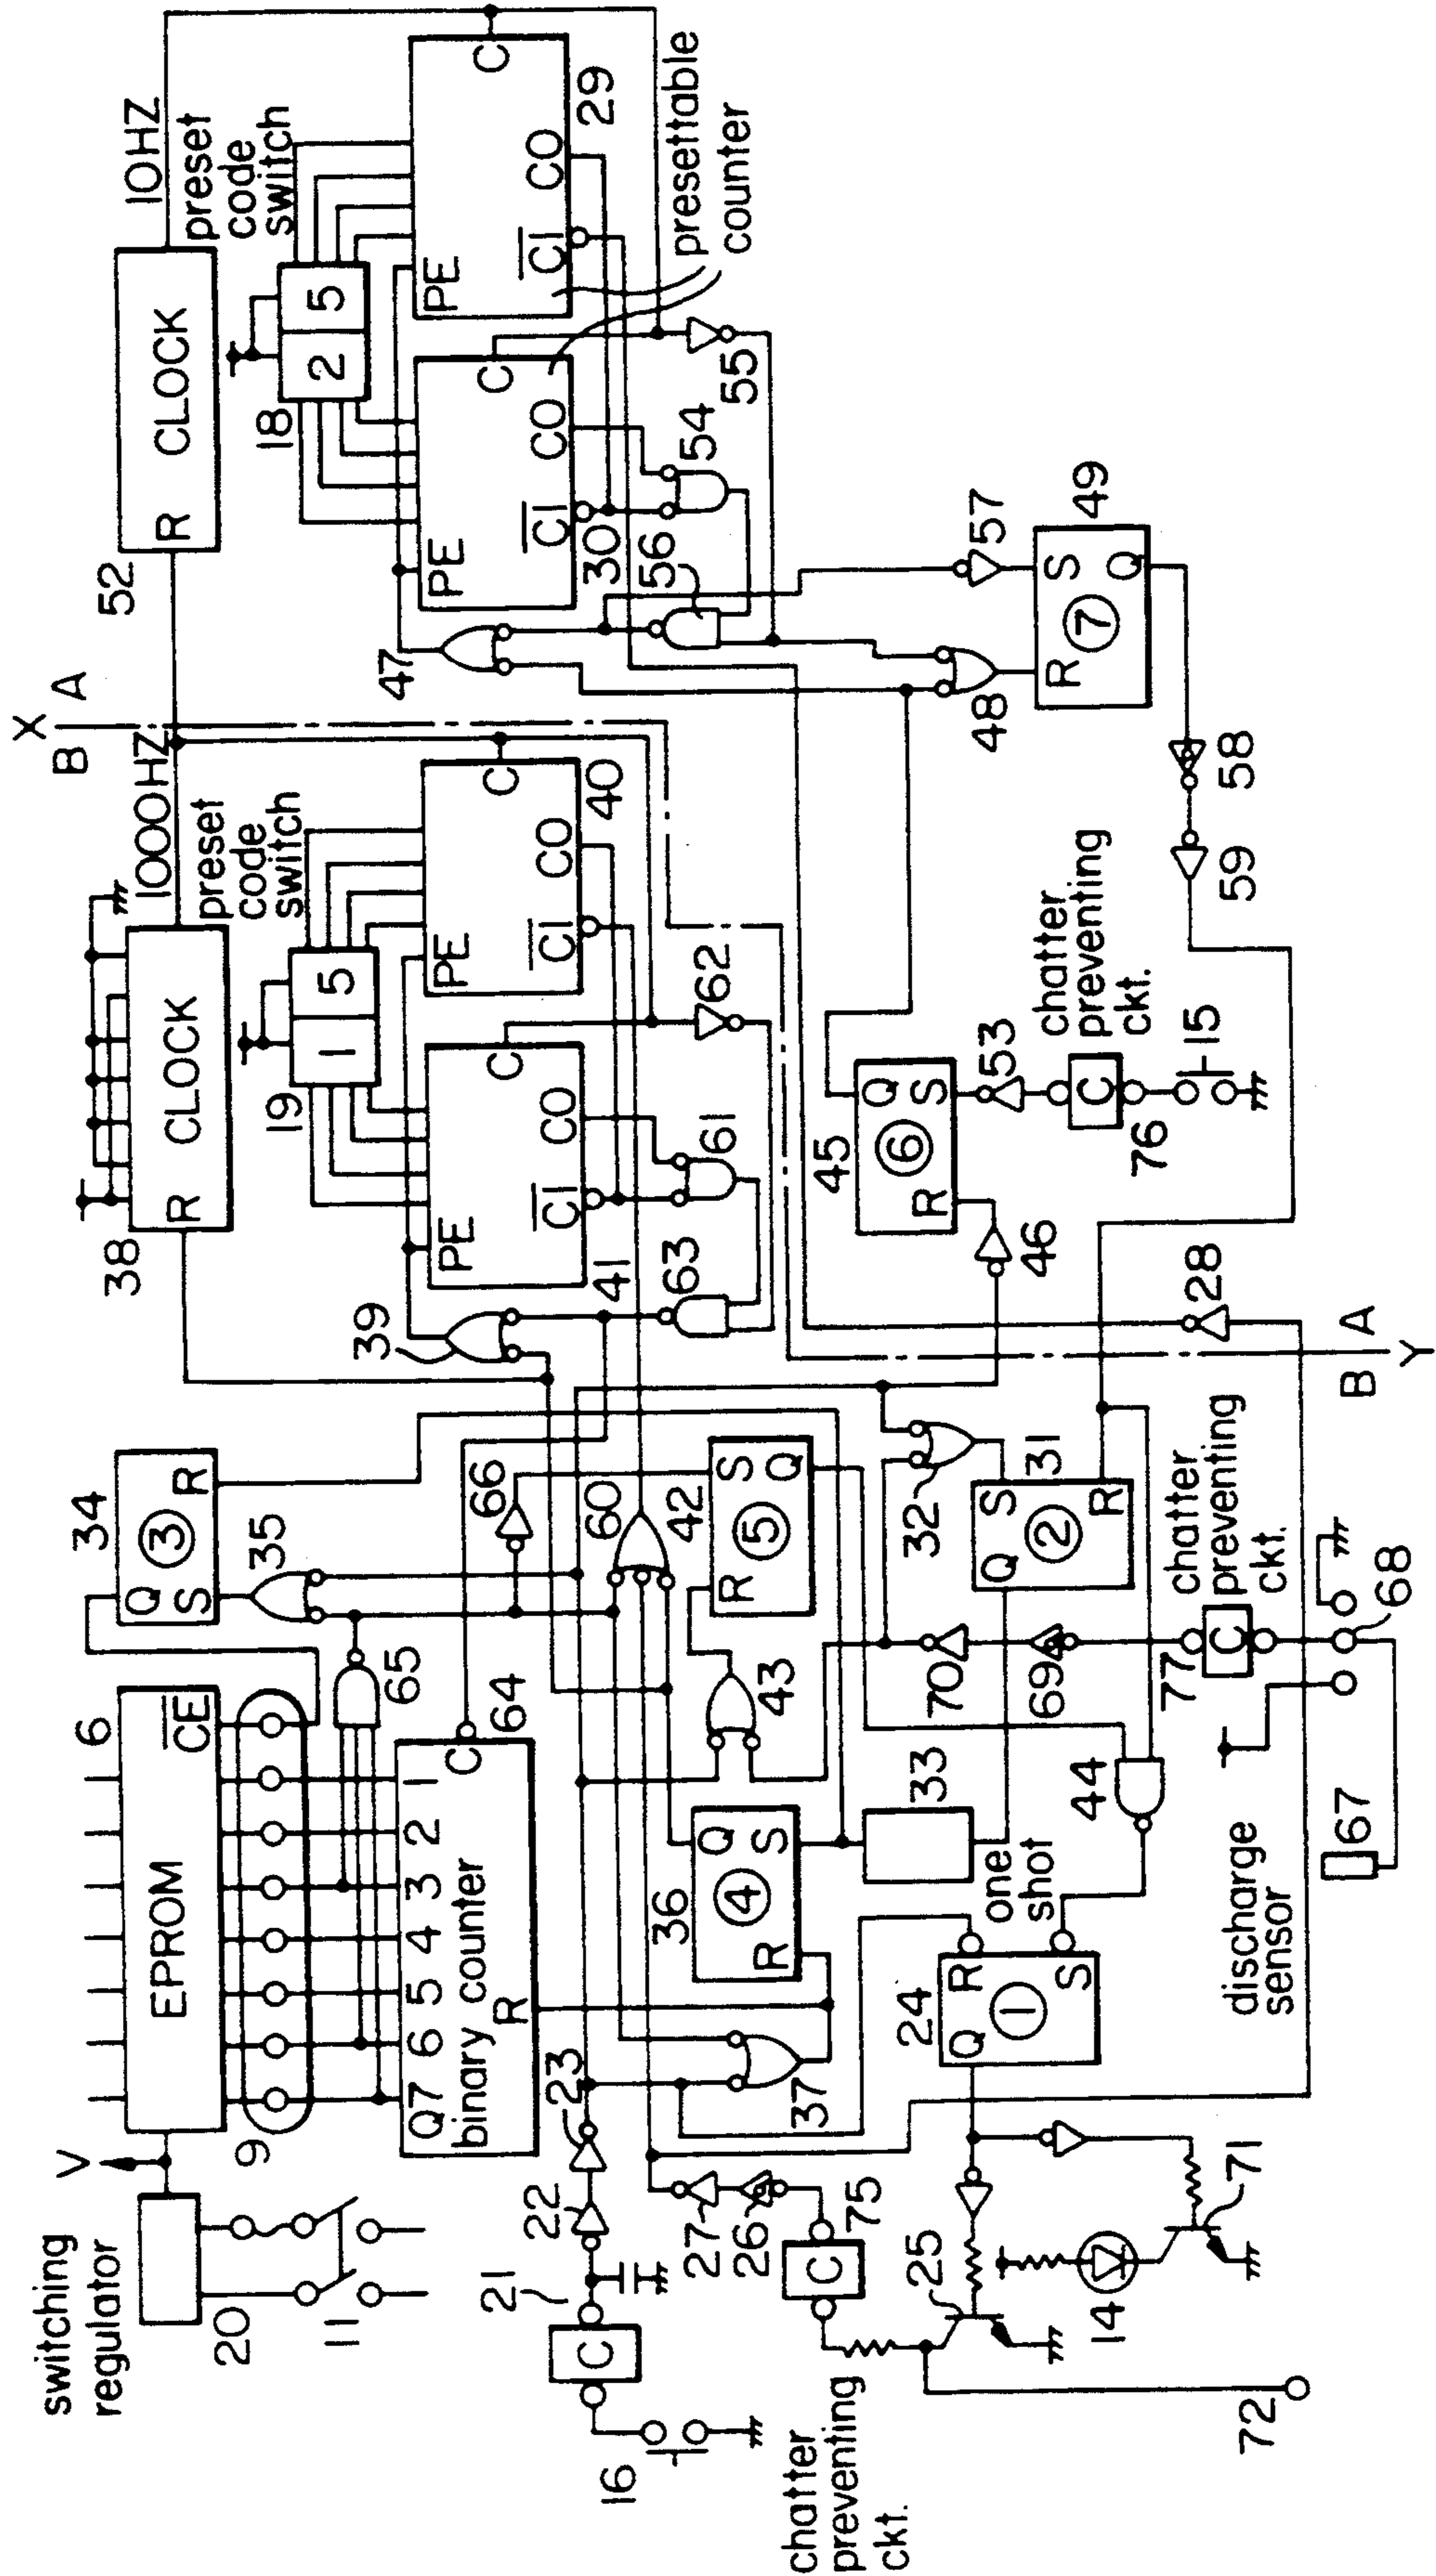 switching
regulator
20
11
V
EPROM
6
CE
9
Q7 6 5 4 3 2 1
binary counter
C
R
64
65
34
3
Q
S
R
35
38
R CLOCK
1000HZ
X
B A
52
R CLOCK
10HZ
preset
code
switch
19
1 5
preset
code
switch
18
2 5
PE
C
CI
CO
41
PE
C
CI
CO
40
PE
C
CI
CO
30
PE
C
CI
CO
29
presettable
counter
39
63
61
62
47
56
54
55
16
21
C
22
23
66
60
42
5
R
S
Q
43
37
36
4
Q
S
R
33
one
shot
chatter
preventing
ckt.
75
C
26
27
25
14
71
72
24
1
Q
R
S
44
32
31
2
S
Q
R
70
69
77
C
chatter
preventing
ckt.
68
67
discharge
sensor
28
B A
Y
45
6
Q
S
R
46
53
76
C
chatter
preventing
ckt.
15
48
57
49
7
S
R
Q
58
59